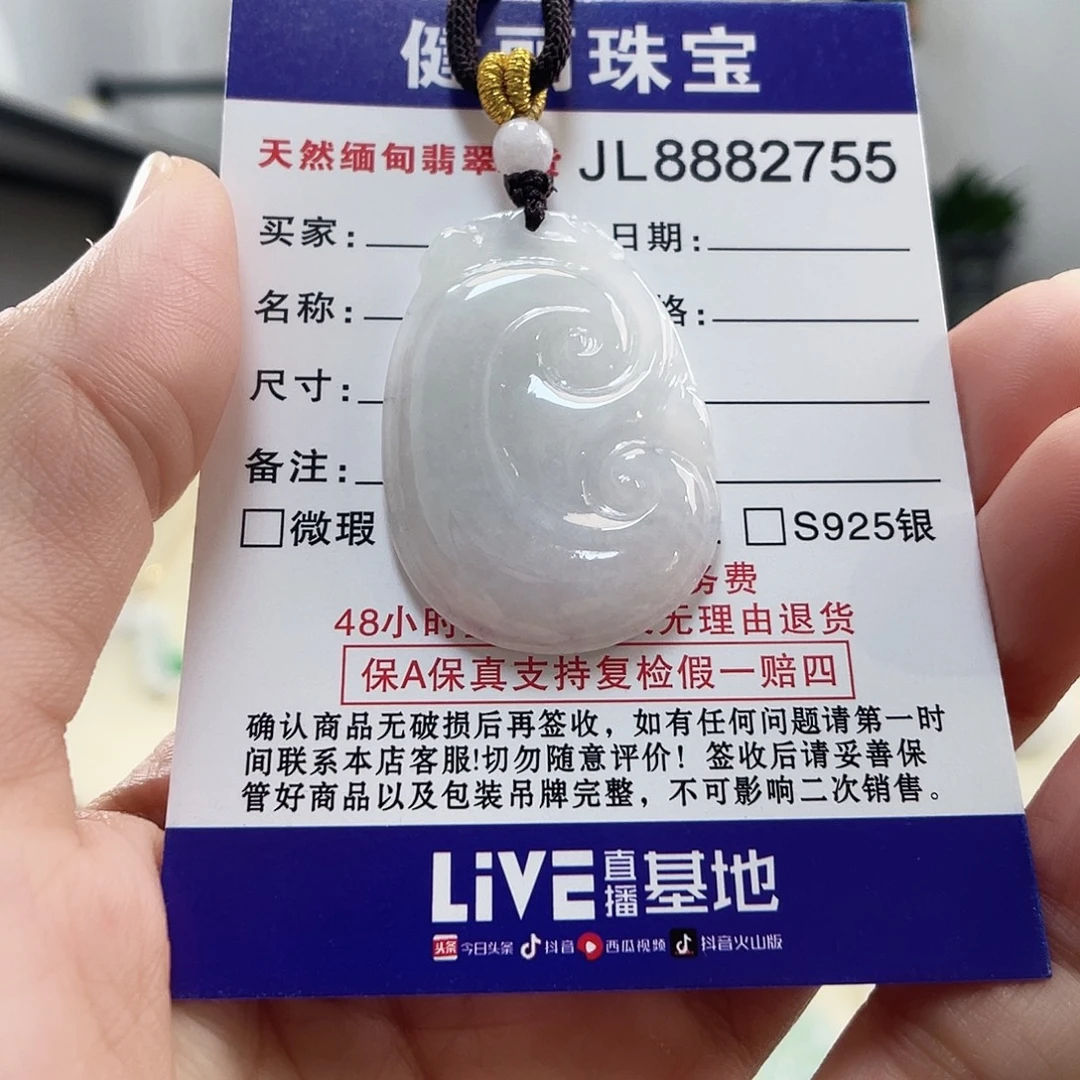 健丽珠宝
天然缅甸翡翠 JL8882755
买家: 日期:
名称: 格:
尺寸:
备注:
微瑕 S925银
务费
48小时 无理由退货
保A保真支持复检假一赔四
确认商品无破损后再签收，如有任何问题请第一时
间联系本店客服!切勿随意评价！签收后请妥善保
管好商品以及包装吊牌完整，不可影响二次销售。
LiVE直播基地
头条 今日头条 抖音 西瓜视频 抖音火山版